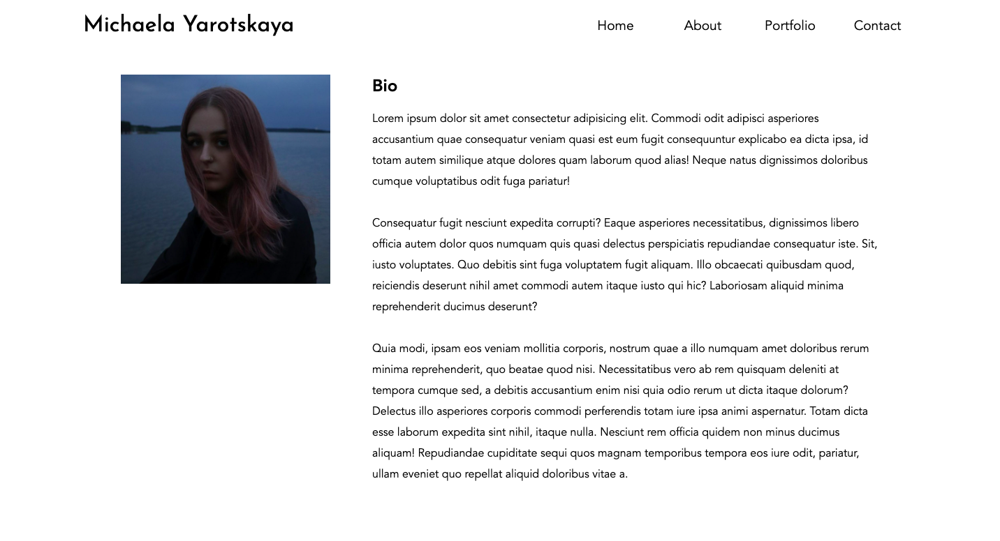 Michaela Yarotskaya
Home About Portfolio Contact
Bio
Lorem ipsum dolor sit amet consectetur adipisicing elit. Commodi odit adipisci asperiores
accusantium quae consequatur veniam quasi est eum fugit consequuntur explicabo ea dicta ipsa, id
totam autem similique atque dolores quam laborum quod alias! Neque natus dignissimos doloribus
cumque voluptatibus odit fuga pariatur!
Consequatur fugit nesciunt expedita corrupti? Eaque asperiores necessitatibus, dignissimos libero
officia autem dolor quos numquam quis quasi delectus perspiciatis repudiandae consequatur iste. Sit,
iusto voluptates. Quo debitis sint fuga voluptatem fugit aliquam. Illo obcaecati quibusdam quod,
reiciendis deserunt nihil amet commodi autem itaque iusto qui hic? Laboriosam aliquid minima
reprehenderit ducimus deserunt?
Quia modi, ipsam eos veniam mollitia corporis, nostrum quae a illo numquam amet doloribus rerum
minima reprehenderit, quo beatae quod nisi. Necessitatibus vero ab rem quisquam deleniti at
tempora cumque sed, a debitis accusantium enim nisi quia odio rerum ut dicta itaque dolorum?
Delectus illo asperiores corporis commodi perferendis totam iure ipsa animi aspernatur. Totam dicta
esse laborum expedita sint nihil, itaque nulla. Nesciunt rem officia quidem non minus ducimus
aliquam! Repudiandae cupiditate sequi quos magnam temporibus tempora eos iure odit, pariatur,
ullam eveniet quo repellat aliquid doloribus vitae a.